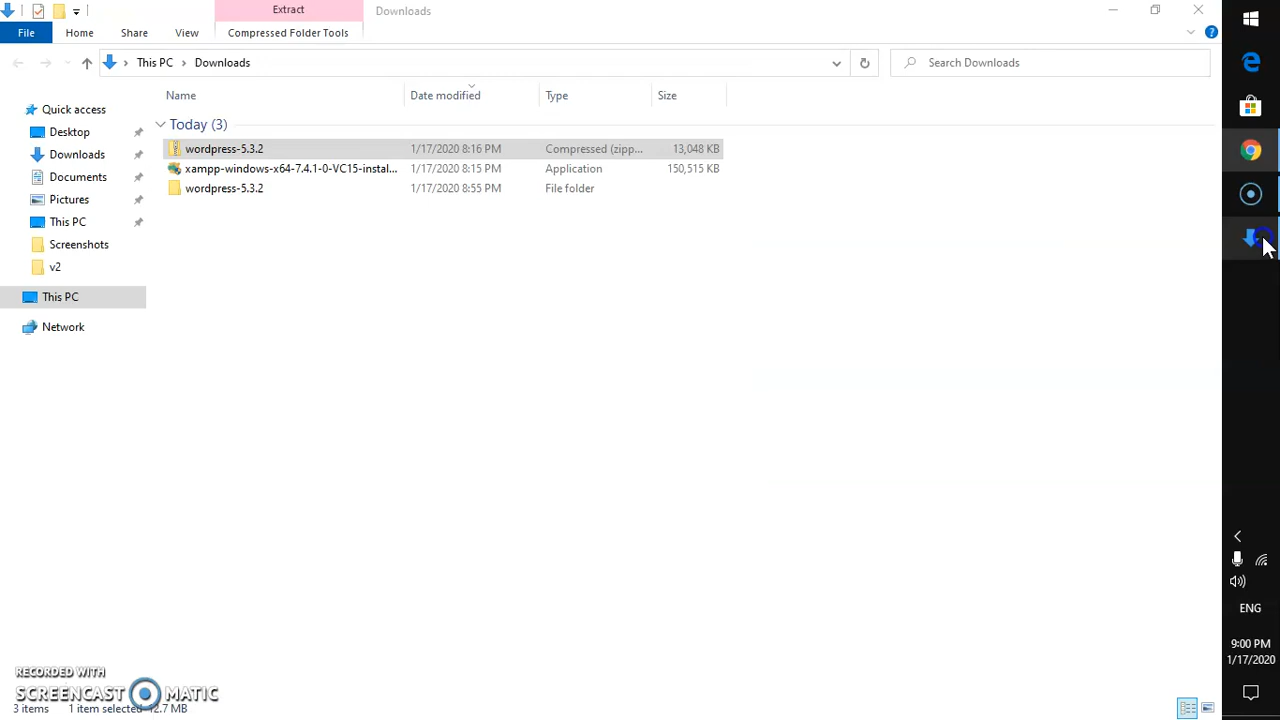 Extract
Downloads
File
Home
Share
View
Compressed Folder Tools
This PC
Downloads
Search Downloads
Name
Date modified
Type
Size
Today (3)
wordpress-5.3.2
1/17/2020 8:16 PM
Compressed (zipp...
13,048 KB
xampp-windows-x64-7.4.1-0-VC15-instal...
1/17/2020 8:15 PM
Application
150,515 KB
wordpress-5.3.2
1/17/2020 8:55 PM
File folder
Quick access
Desktop
Downloads
Documents
Pictures
This PC
Screenshots
v2
This PC
Network
ENG
9:00 PM
1/17/2020
RECORDED WITH
SCREENCAST MATIC
3 items
1 item selected